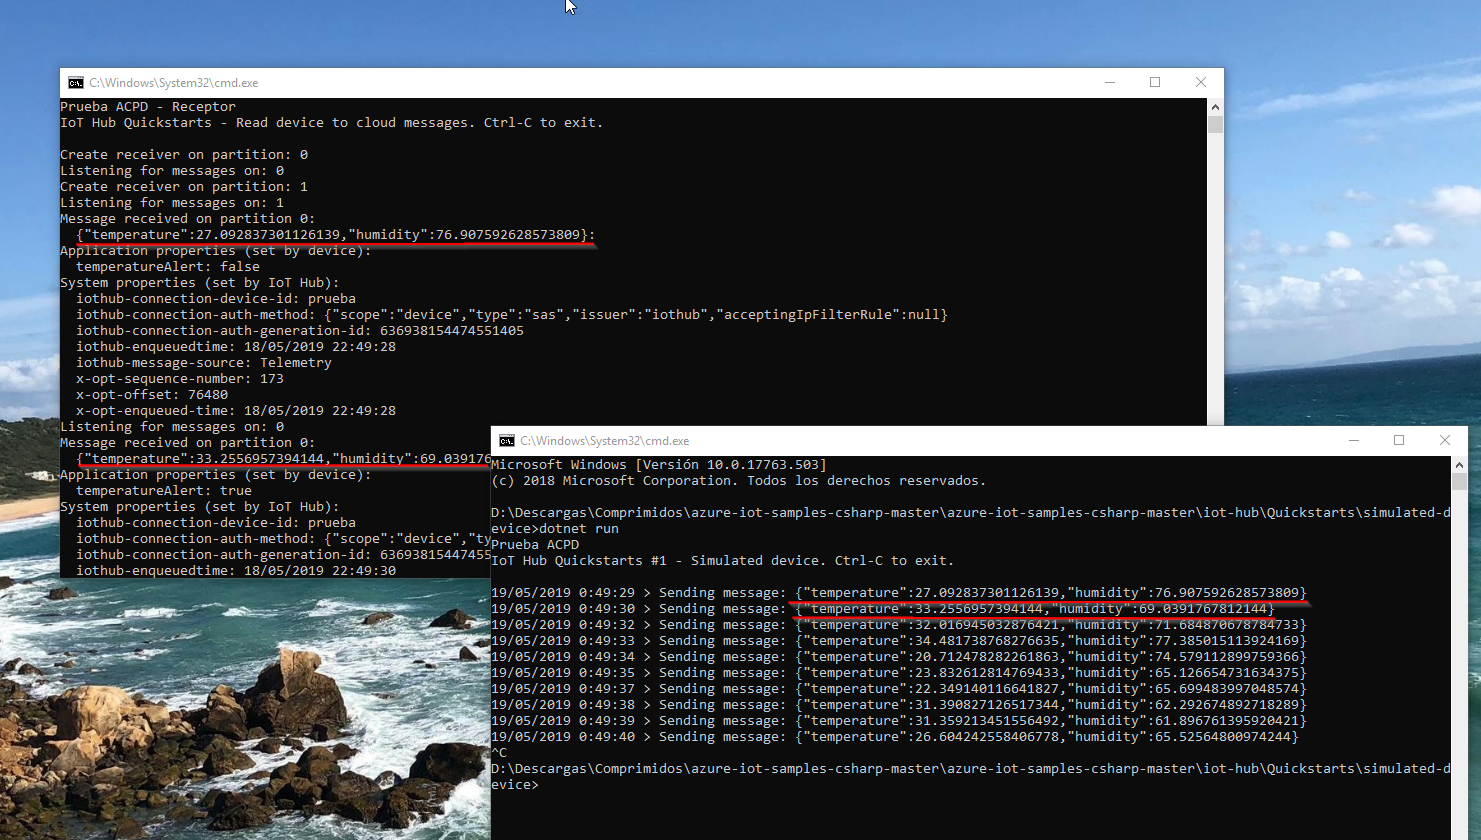 C:\Windows\System32\cmd.exe
Prueba ACPD - Receptor
IoT Hub Quickstarts - Read device to cloud messages. Ctrl-C to exit.
Create receiver on partition: 0
Listening for messages on: 0
Create receiver on partition: 1
Listening for messages on: 1
Message received on partition 0:
{"temperature":27.092837301126139,"humidity":76.907592628573809}:
Application properties (set by device):
temperatureAlert: false
System properties (set by IoT Hub):
iothub-connection-device-id: prueba
iothub-connection-auth-method: {"scope":"device","type":"sas","issuer":"iothub","acceptingIpFilterRule":null}
iothub-connection-auth-generation-id: 636938154474551405
iothub-enqueuedtime: 18/05/2019 22:49:28
iothub-message-source: Telemetry
x-opt-sequence-number: 173
x-opt-offset: 76480
x-opt-enqueued-time: 18/05/2019 22:49:28
Listening for messages on: 0
Message received on partition 0:
{"temperature":33.2556957394144,"humidity":69.039176
Application properties (set by device):
temperatureAlert: true
System properties (set by IoT Hub):
iothub-connection-device-id: prueba
iothub-connection-auth-method: {"scope":"device","ty
iothub-connection-auth-generation-id: 63693815447455
iothub-enqueuedtime: 18/05/2019 22:49:30
C:\Windows\System32\cmd.exe
Microsoft Windows [Versión 10.0.17763.503]
(c) 2018 Microsoft Corporation. Todos los derechos reservados.
D:\Descargas\Comprimidos\azure-iot-samples-csharp-master\azure-iot-samples-csharp-master\iot-hub\Quickstarts\simulated-d
evice>dotnet run
Prueba ACPD
IoT Hub Quickstarts #1 - Simulated device. Ctrl-C to exit.
19/05/2019 0:49:29 > Sending message: {"temperature":27.092837301126139,"humidity":76.907592628573809}
19/05/2019 0:49:30 > Sending message: {"temperature":33.2556957394144,"humidity":69.0391767812144}
19/05/2019 0:49:32 > Sending message: {"temperature":32.016945032876421,"humidity":71.684870678784733}
19/05/2019 0:49:33 > Sending message: {"temperature":34.481738768276635,"humidity":77.385015113924169}
19/05/2019 0:49:34 > Sending message: {"temperature":20.712478282261863,"humidity":74.579112899759366}
19/05/2019 0:49:35 > Sending message: {"temperature":23.832612814769433,"humidity":65.126654731634375}
19/05/2019 0:49:37 > Sending message: {"temperature":22.349140116641827,"humidity":65.699483997048574}
19/05/2019 0:49:38 > Sending message: {"temperature":31.390827126517344,"humidity":62.292674892718289}
19/05/2019 0:49:39 > Sending message: {"temperature":31.359213451556492,"humidity":61.896761395920421}
19/05/2019 0:49:40 > Sending message: {"temperature":26.604242558406778,"humidity":65.52564800974244}
^C
D:\Descargas\Comprimidos\azure-iot-samples-csharp-master\azure-iot-samples-csharp-master\iot-hub\Quickstarts\simulated-d
evice>